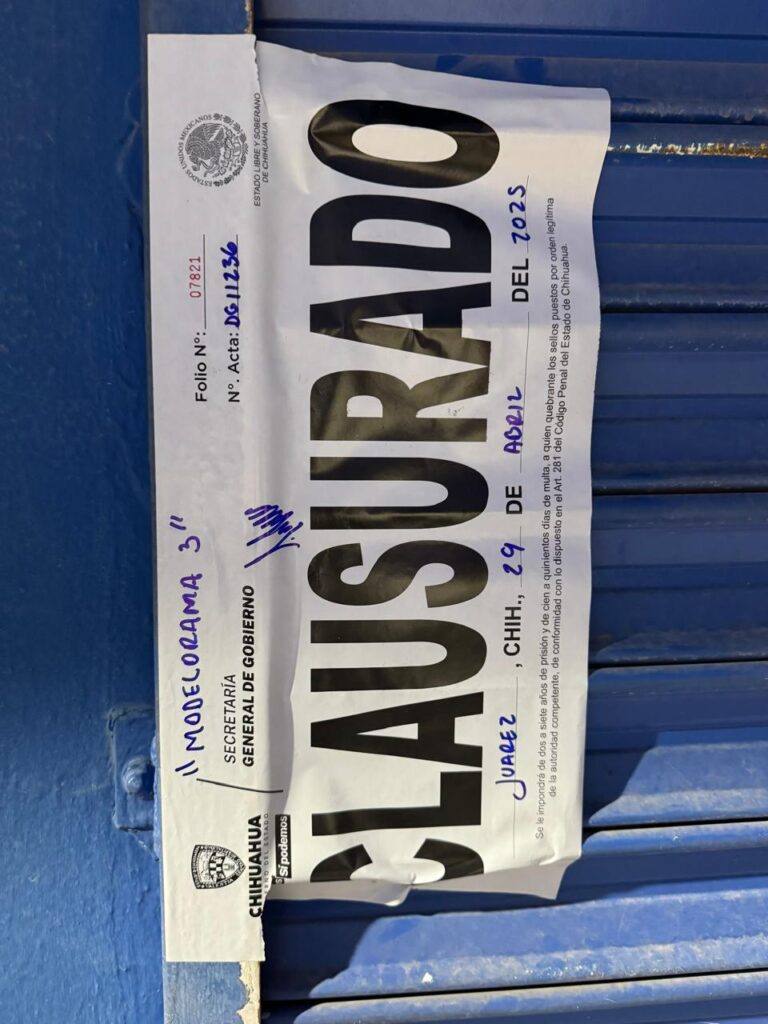 "MODELORAMA 3"
CHIHUAHUA
Sí podemos
SECRETARÍA
GENERAL DE GOBIERNO
Folio Nº: 07821
Nº. Acta: DG11236
ESTADOS UNIDOS MEXICANOS
ESTADO LIBRE Y SOBERANO
DE CHIHUAHUA
CLAUSURADO
JUAREZ, CHIH., 29 DE ABRIL DEL 2025
Se le impondrá de dos a siete años de prisión y de cien a quinientos días de multa, a quien quebrante los sellos puestos por orden legítima
de la autoridad competente, de conformidad con lo dispuesto en el Art. 281 del Código Penal del Estado de Chihuahua.